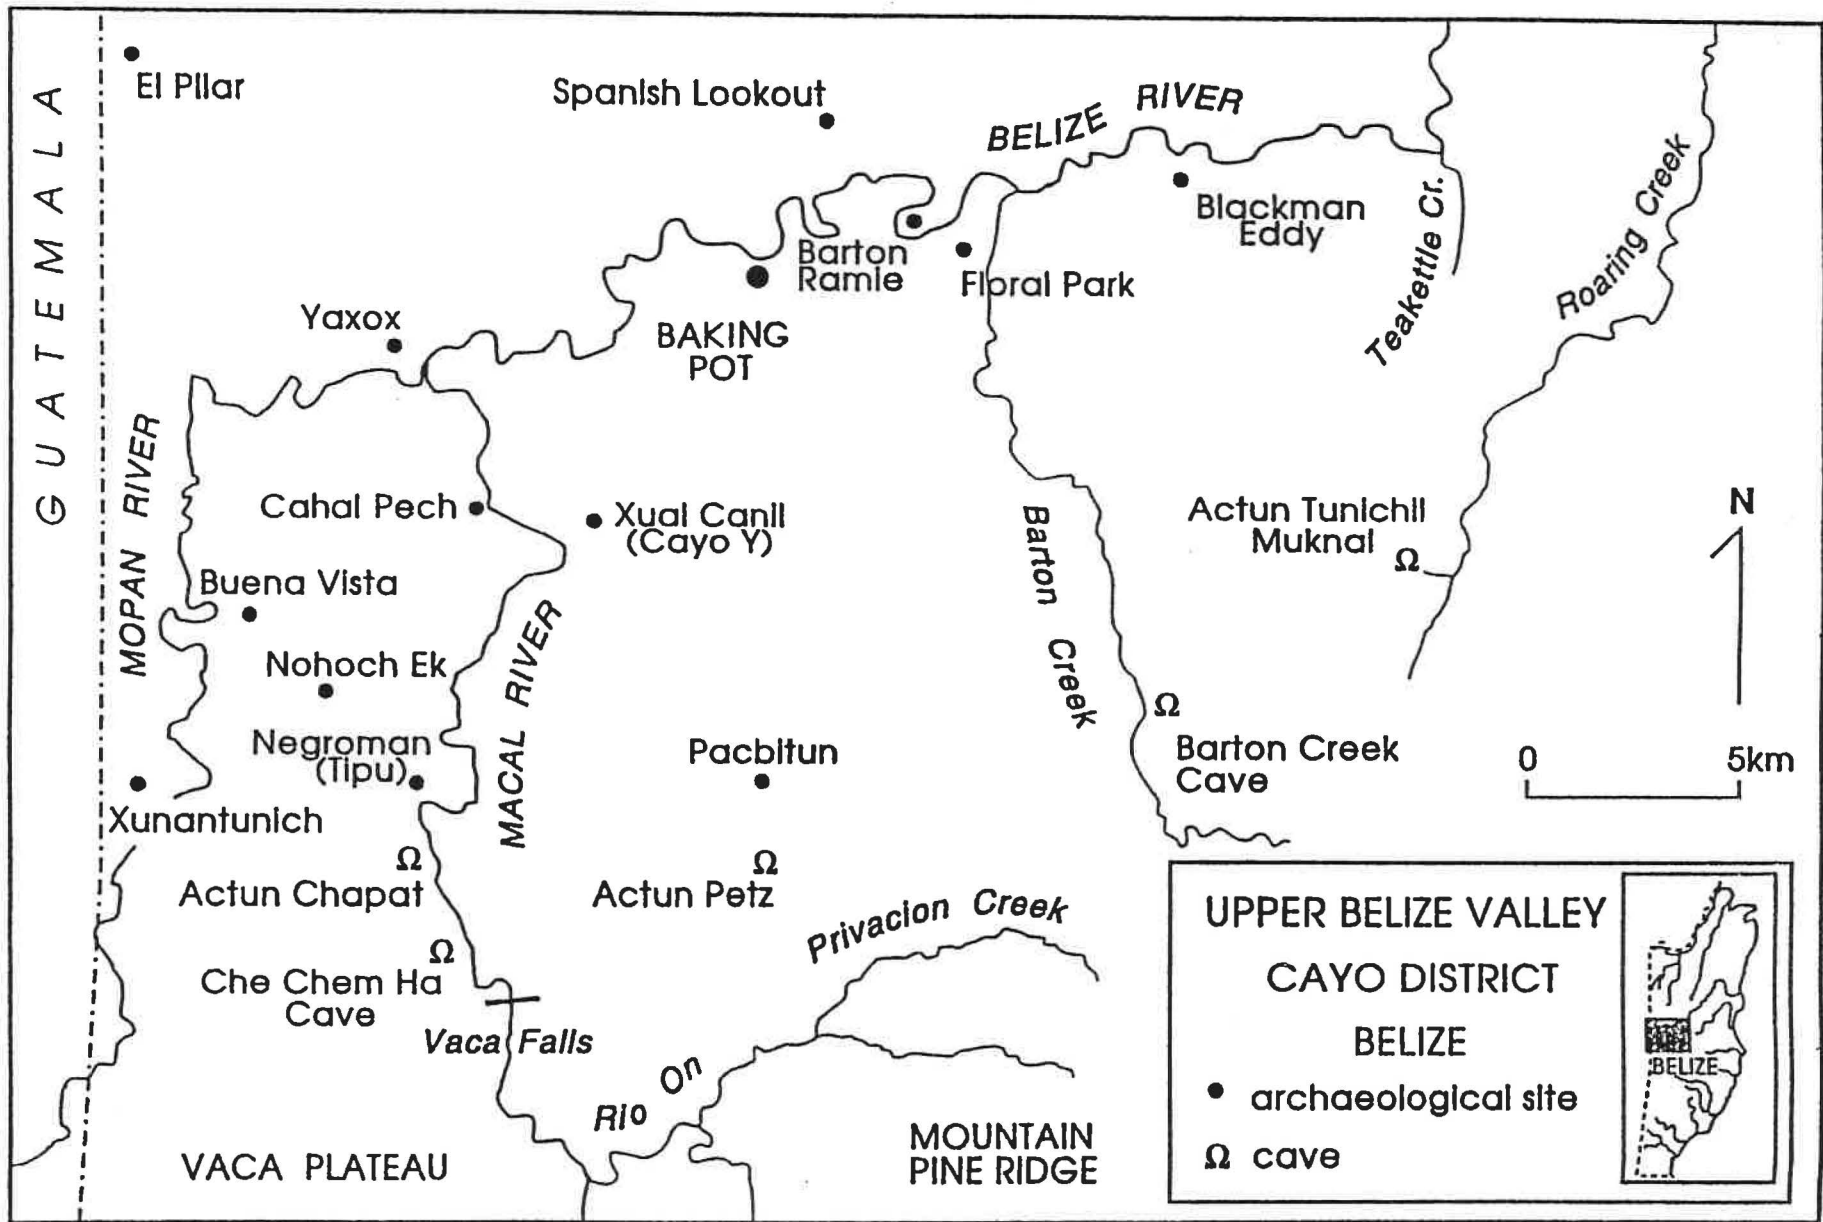 GUATEMALA
El Pilar
Spanish Lookout
BELIZE RIVER
Blackman
Eddy
Teakettle Cr.
Roaring Creek
Barton
Ramie
Floral Park
Yaxox
BAKING
POT
MOPAN RIVER
Cahal Pech
Xual Canil
(Cayo Y)
Barton Creek
Actun Tunichil
Muknal
Ω
N
Buena Vista
Nohoch Ek
MACAL RIVER
Negroman
(Tipu)
Pacbitun
Ω
Barton Creek
Cave
0 5km
Xunantunich
Ω
Actun Chapat
Ω
Actun Petz
Privacion Creek
Ω
Che Chem Ha
Cave
Vaca Falls
Rio On
VACA PLATEAU
MOUNTAIN
PINE RIDGE
UPPER BELIZE VALLEY
CAYO DISTRICT
BELIZE
archaeological site
Ω cave
BELIZE